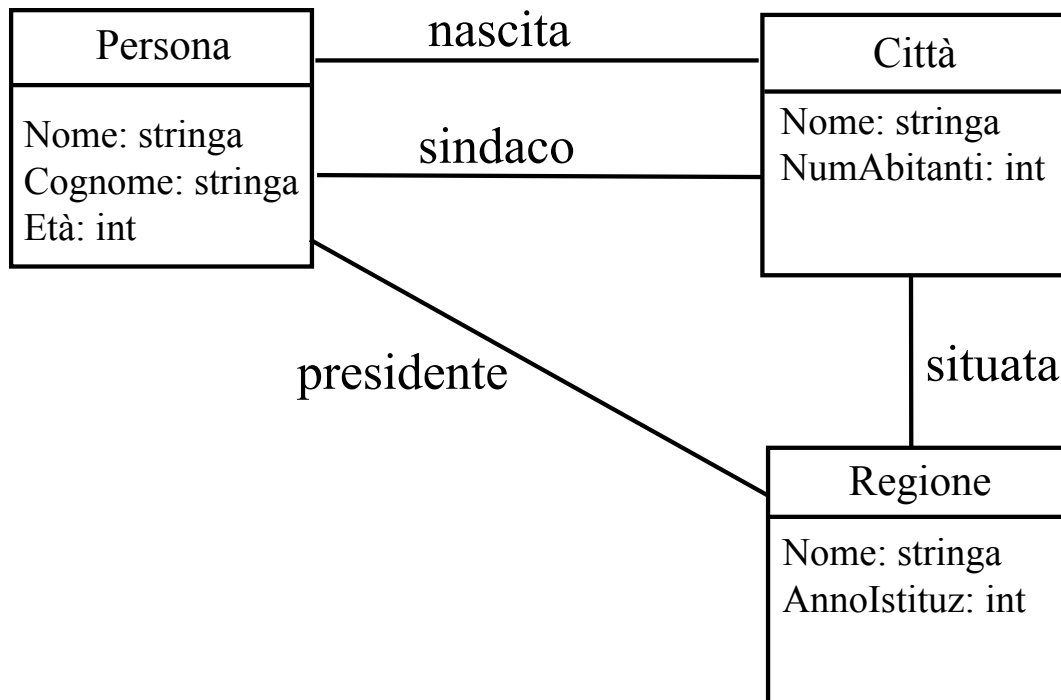 Persona
Nome: stringa
Cognome: stringa
Età: int
nascita
sindaco
Città
Nome: stringa
NumAbitanti: int
presidente
situata
Regione
Nome: stringa
AnnoIstituz: int